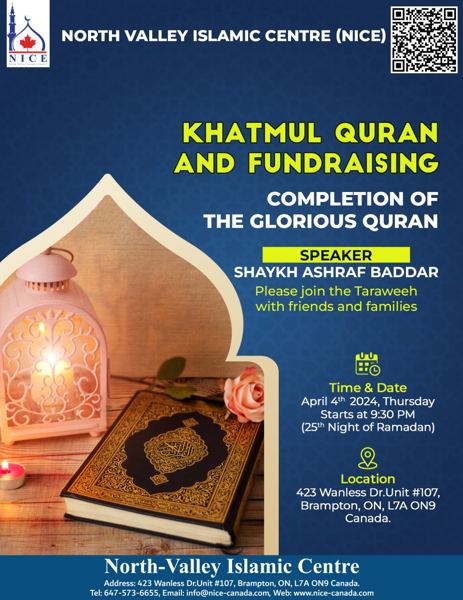 NICE
NORTH VALLEY ISLAMIC CENTRE (NICE)
KHATMUL QURAN
AND FUNDRAISING
COMPLETION OF
THE GLORIOUS QURAN
SPEAKER
SHAYKH ASHRAF BADDAR
Please join the Taraweeh
with friends and families
Time & Date
April 4th 2024, Thursday
Starts at 9:30 PM
(25th Night of Ramadan)
Location
423 Wanless Dr.Unit #107,
Brampton, ON, L7A ON9
Canada.
North-Valley Islamic Centre
Address: 423 Wanless Dr.Unit #107, Brampton, ON, L7A ON9 Canada.
Tel: 647-573-6655, Email: info@nice-canada.com, Web: www.nice-canada.com